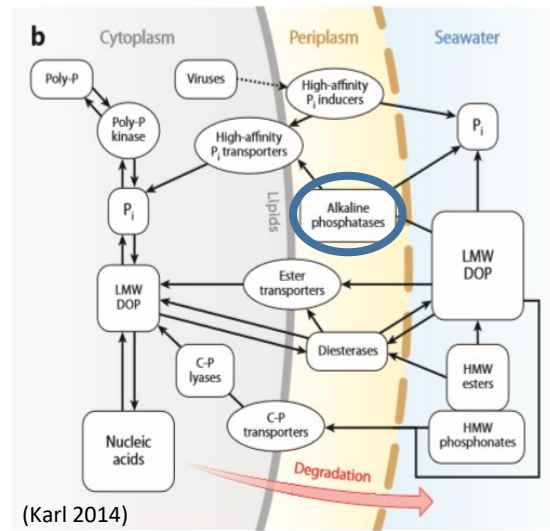 b
Cytoplasm
Periplasm
Seawater
Poly-P
Viruses
High-affinity
Pi inducers
Poly-P
kinase
High-affinity
Pi transporters
Pi
Pi
Lipids
Alkaline
phosphatases
LMW
DOP
Ester
transporters
LMW
DOP
C-P
lyases
Diesterases
HMW
esters
Nucleic
acids
C-P
transporters
HMW
phosphonates
Degradation
(Karl 2014)